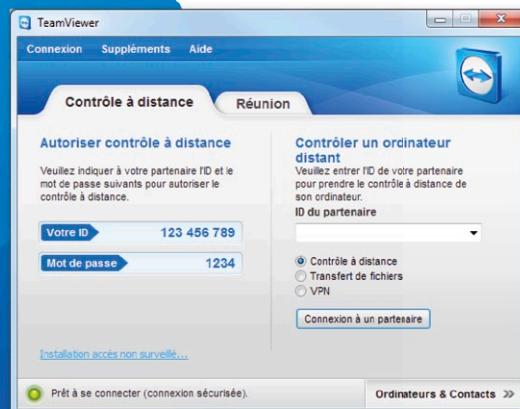 TeamViewer
Connexion Suppléments Aide
Contrôle à distance
Réunion
Autoriser contrôle à distance
Veuillez indiquer à votre partenaire l'ID et le
mot de passe suivants pour autoriser le
contrôle à distance.
Votre ID 123 456 789
Mot de passe 1234
Installation accès non surveillé...
Contrôler un ordinateur
distant
Veuillez entrer l'ID de votre partenaire
pour prendre le contrôle à distance de
son ordinateur.
ID du partenaire
Contrôle à distance
Transfert de fichiers
VPN
Connexion à un partenaire
Prêt à se connecter (connexion sécurisée).
Ordinateurs & Contacts >>